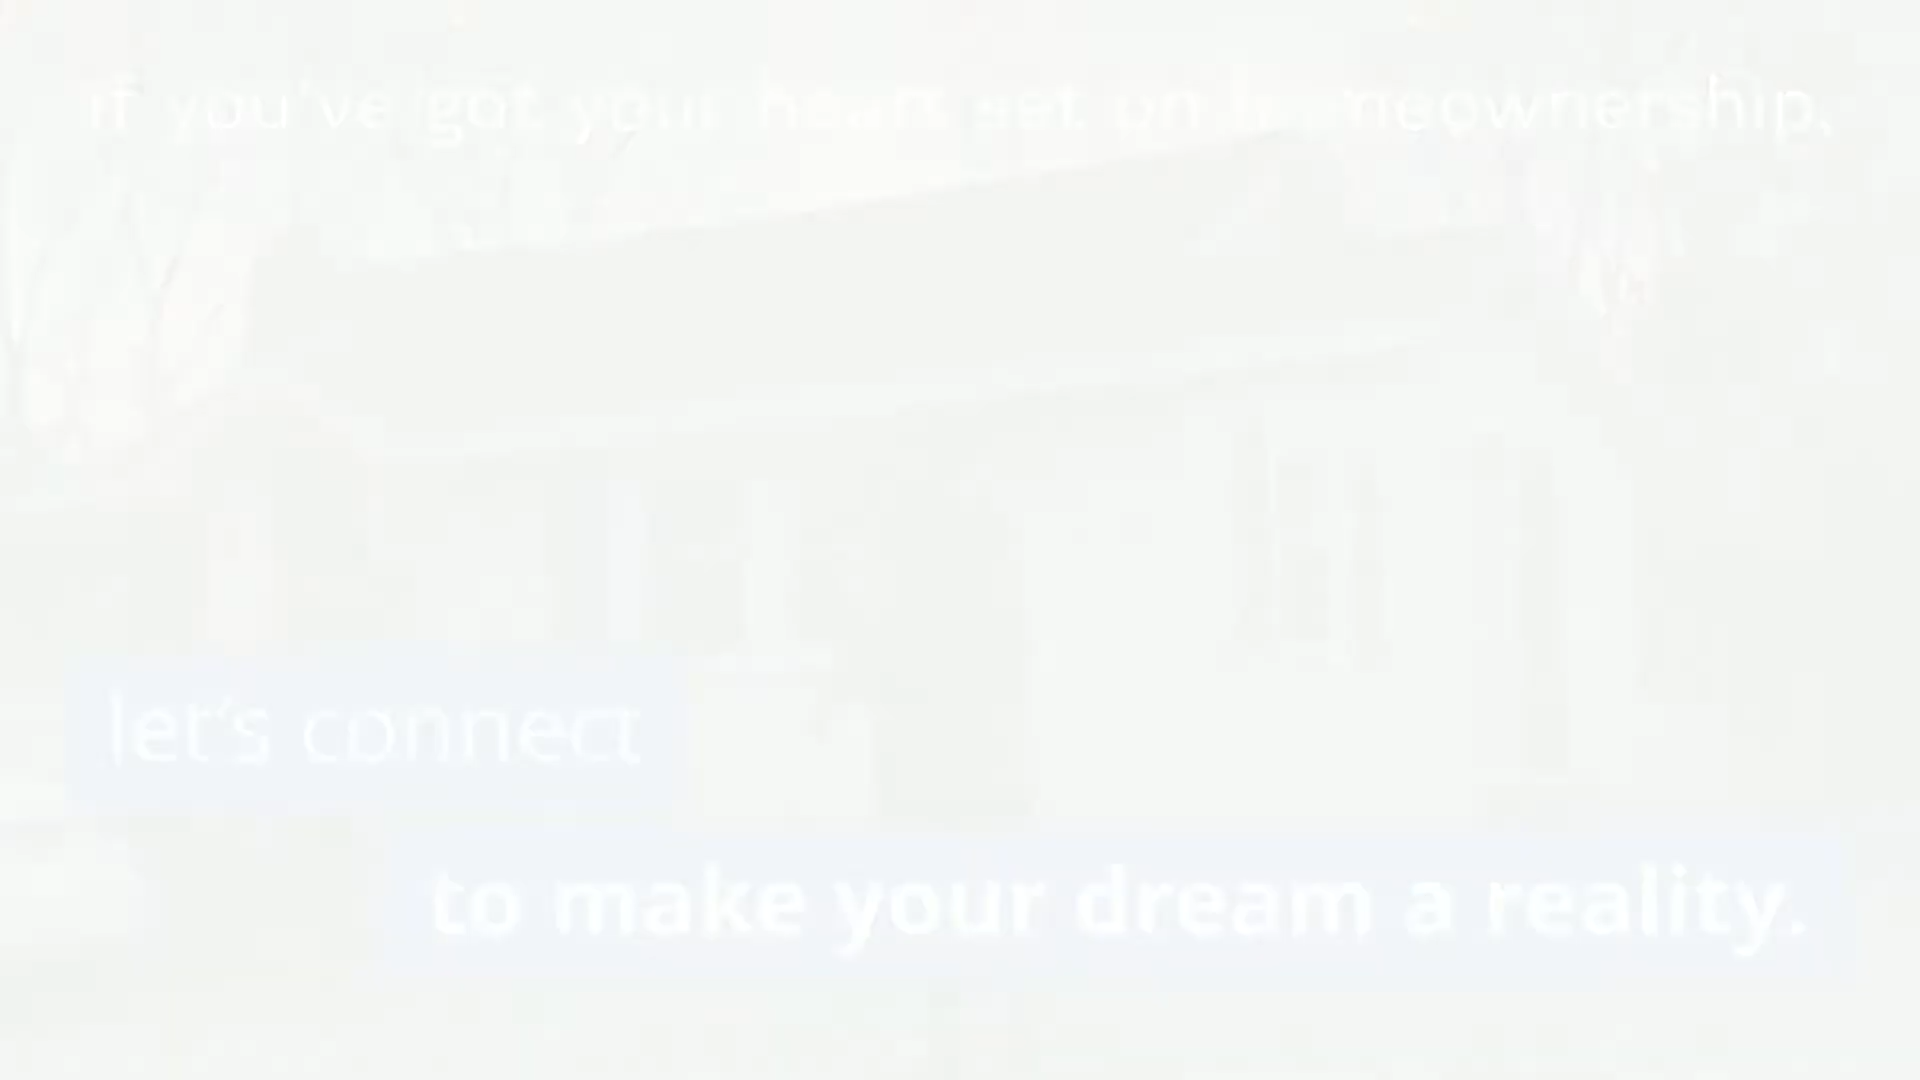 If you've got your heart set on homeownership,
let's connect
to make your dream a reality.